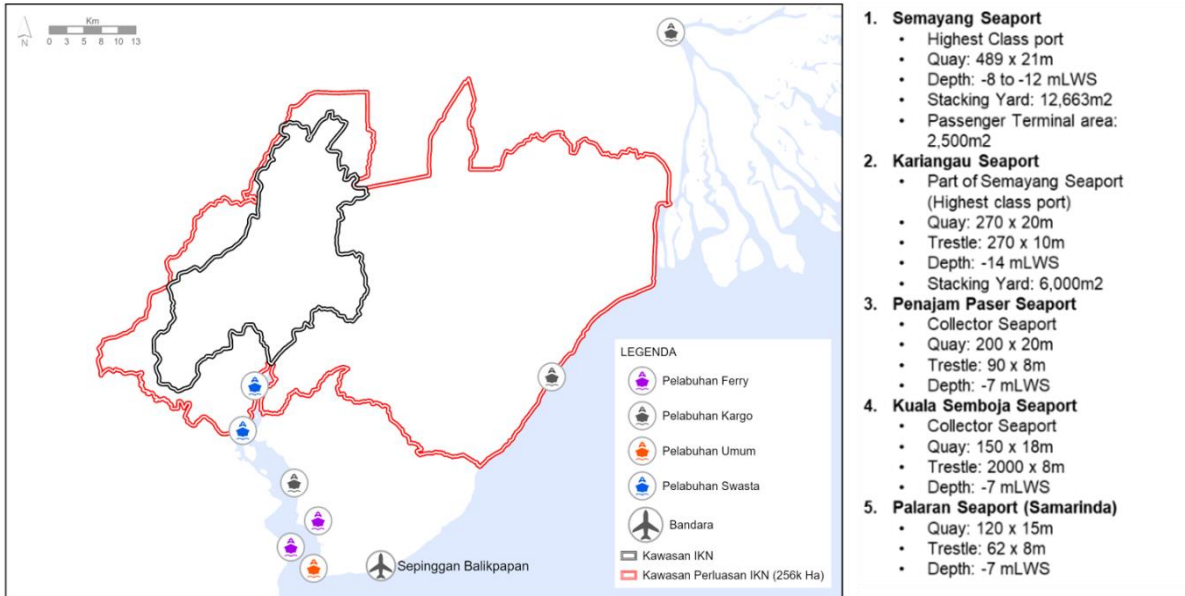 Km
0 3 5 8 10 13
N
LEGENDA
Pelabuhan Ferry
Pelabuhan Kargo
Pelabuhan Umum
Pelabuhan Swasta
Bandara
Kawasan IKN
Kawasan Perluasan IKN (256k Ha)
Sepinggan Balikpapan
1. Semayang Seaport
• Highest Class port
• Quay: 489 x 21m
• Depth: -8 to -12 mLWS
• Stacking Yard: 12,663m2
• Passenger Terminal area:
2,500m2
2. Kariangau Seaport
• Part of Semayang Seaport
(Highest class port)
• Quay: 270 x 20m
• Trestle: 270 x 10m
• Depth: -14 mLWS
• Stacking Yard: 6,000m2
3. Penajam Paser Seaport
• Collector Seaport
• Quay: 200 x 20m
• Trestle: 90 x 8m
• Depth: -7 mLWS
4. Kuala Semboja Seaport
• Collector Seaport
• Quay: 150 x 18m
• Trestle: 2000 x 8m
• Depth: -7 mLWS
5. Palaran Seaport (Samarinda)
• Quay: 120 x 15m
• Trestle: 62 x 8m
• Depth: -7 mLWS